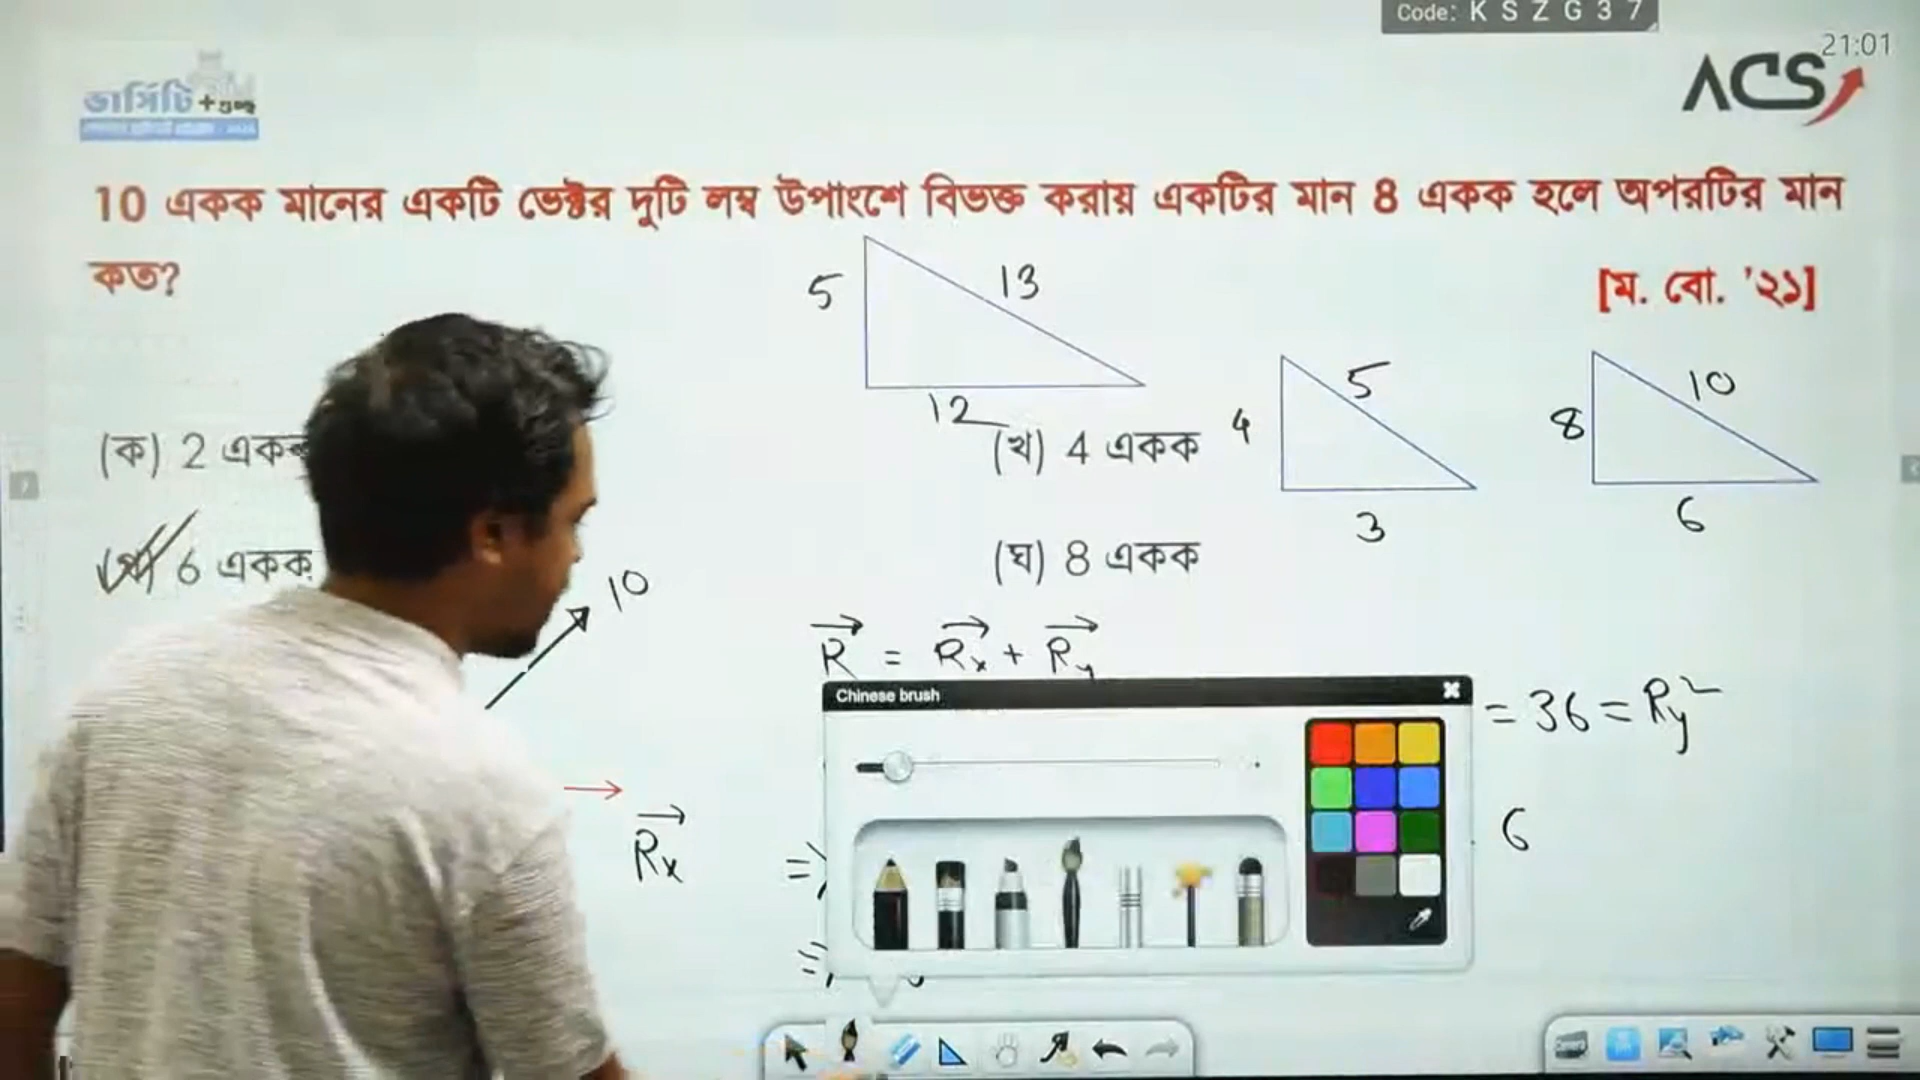 Code: K S Z G 3 7
21:01
ভার্সিটি +
ACS
10 একক মানের একটি ভেক্টর দুটি লম্ব উপাংশে বিভক্ত করায় একটির মান 8 একক হলে অপরটির মান
কত?
[ম. বো. '২১]
5 13
12
(ক) 2 একক
(খ) 4 একক
4 5
3
8 10
6
(গ) 6 একক
(ঘ) 8 একক
10
R = Rx + Ry
Chinese brush
= 36 = Ry²
6
Rx
=>
=>